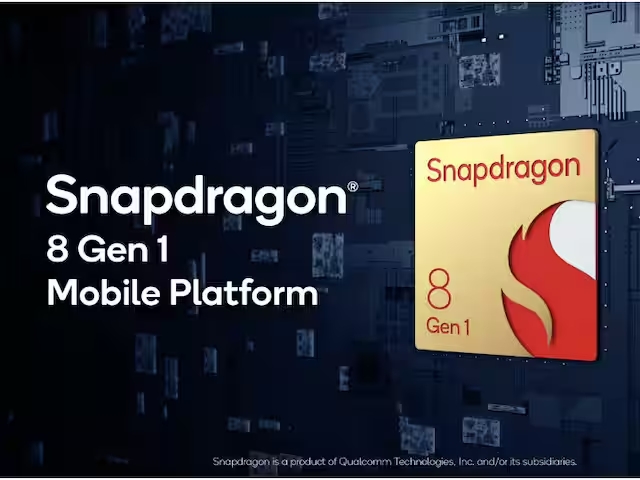 Snapdragon®
8 Gen 1
Mobile Platform
Snapdragon
8
Gen 1
Snapdragon is a product of Qualcomm Technologies, Inc. and/or its subsidiaries.